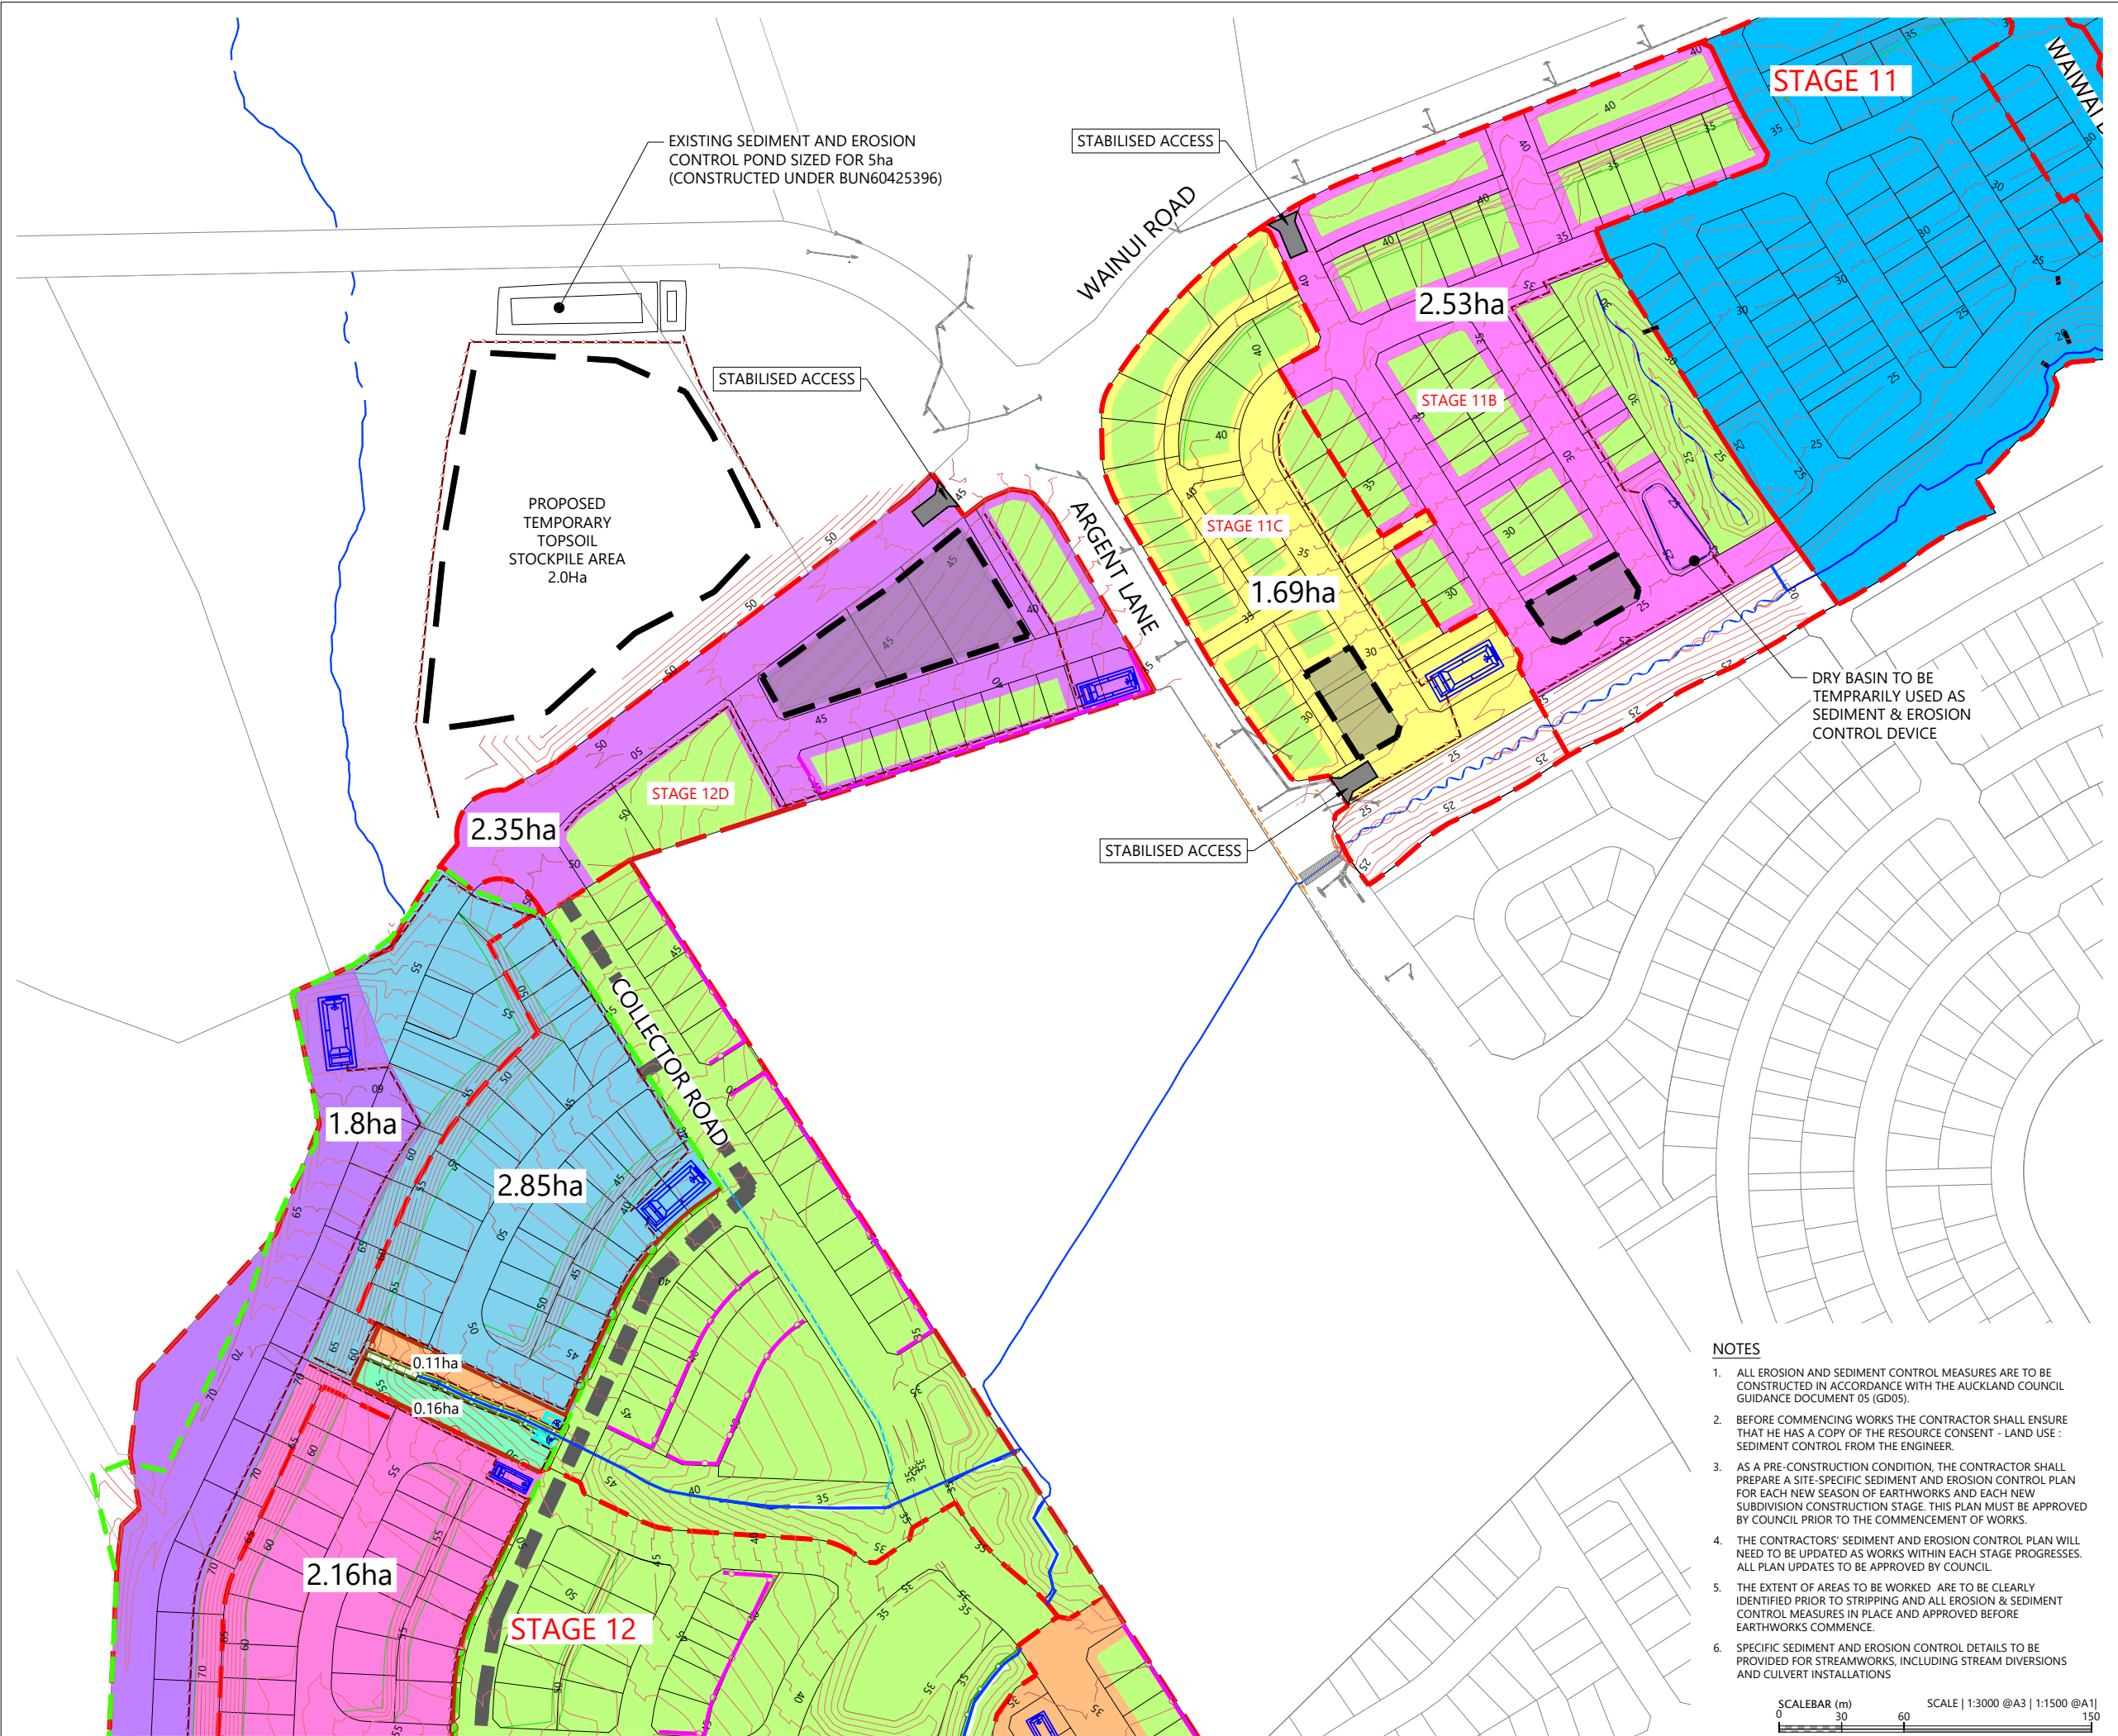 EXISTING SEDIMENT AND EROSION
CONTROL POND SIZED FOR 5ha
(CONSTRUCTED UNDER BUN60425396)
STABILISED ACCESS
WAINUI ROAD
STAGE 11
2.53ha
STABILISED ACCESS
STAGE 11B
PROPOSED
TEMPORARY
TOPSOIL
STOCKPILE AREA
2.0Ha
ARGENT LANE
STAGE 11C
1.69ha
DRY BASIN TO BE
TEMPRARILY USED AS
SEDIMENT & EROSION
CONTROL DEVICE
STAGE 12D
2.35ha
STABILISED ACCESS
COLLECTOR ROAD
1.8ha
2.85ha
0.11ha
0.16ha
2.16ha
STAGE 12
NOTES
1. ALL EROSION AND SEDIMENT CONTROL MEASURES ARE TO BE
CONSTRUCTED IN ACCORDANCE WITH THE AUCKLAND COUNCIL
GUIDANCE DOCUMENT 05 (GD05).
2. BEFORE COMMENCING WORKS THE CONTRACTOR SHALL ENSURE
THAT HE HAS A COPY OF THE RESOURCE CONSENT - LAND USE :
SEDIMENT CONTROL FROM THE ENGINEER.
3. AS A PRE-CONSTRUCTION CONDITION, THE CONTRACTOR SHALL
PREPARE A SITE-SPECIFIC SEDIMENT AND EROSION CONTROL PLAN
FOR EACH NEW SEASON OF EARTHWORKS AND EACH NEW
SUBDIVISION CONSTRUCTION STAGE. THIS PLAN MUST BE APPROVED
BY COUNCIL PRIOR TO THE COMMENCEMENT OF WORKS.
4. THE CONTRACTORS' SEDIMENT AND EROSION CONTROL PLAN WILL
NEED TO BE UPDATED AS WORKS WITHIN EACH STAGE PROGRESSES.
ALL PLAN UPDATES TO BE APPROVED BY COUNCIL.
5. THE EXTENT OF AREAS TO BE WORKED ARE TO BE CLEARLY
IDENTIFIED PRIOR TO STRIPPING AND ALL EROSION & SEDIMENT
CONTROL MEASURES IN PLACE AND APPROVED BEFORE
EARTHWORKS COMMENCE.
6. SPECIFIC SEDIMENT AND EROSION CONTROL DETAILS TO BE
PROVIDED FOR STREAMWORKS, INCLUDING STREAM DIVERSIONS
AND CULVERT INSTALLATIONS
SCALEBAR (m)
SCALE | 1:3000 @A3 | 1:1500 @A1|
0 30 60 150